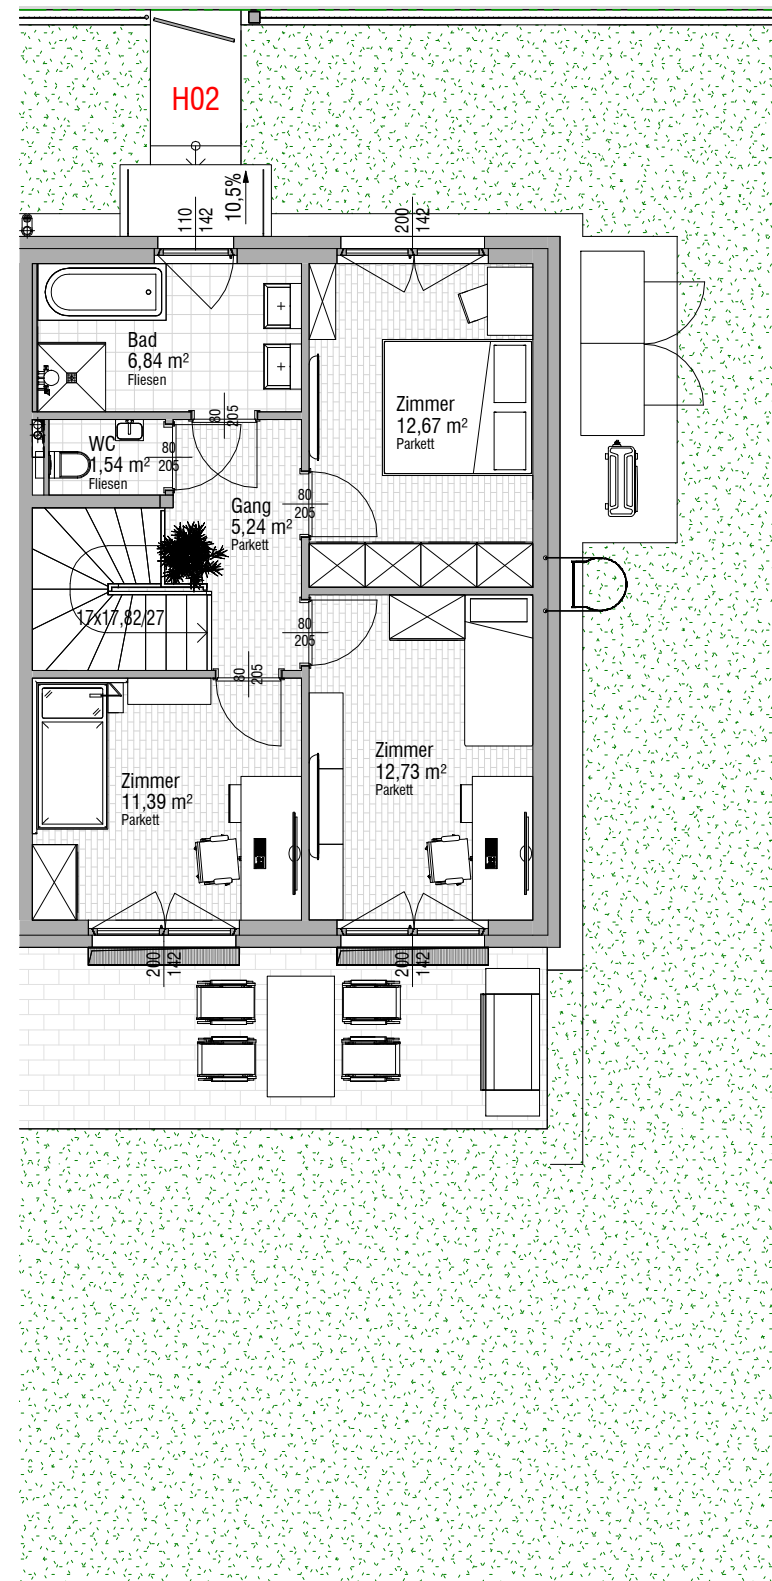 H02
10,5%
110
142
200
142
Bad
6,84 m²
Fliesen
Zimmer
12,67 m²
Parkett
80
205
WC
1,54 m²
Fliesen
80
205
Gang
5,24 m²
Parkett
80
205
17x17,82/27
80
205
80
205
Zimmer
12,73 m²
Parkett
Zimmer
11,39 m²
Parkett
200
142
200
142